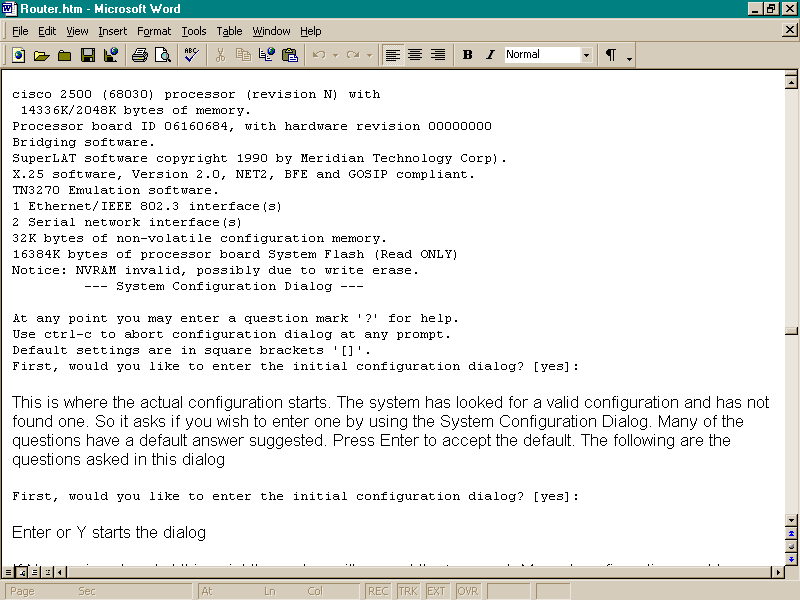 Router.htm - Microsoft Word
File Edit View Insert Format Tools Table Window Help
ABC Normal B I ¶
cisco 2500 (68030) processor (revision N) with
14336K/2048K bytes of memory.
Processor board ID 06160684, with hardware revision 00000000
Bridging software.
SuperLAT software copyright 1990 by Meridian Technology Corp).
X.25 software, Version 2.0, NET2, BFE and GOSIP compliant.
TN3270 Emulation software.
1 Ethernet/IEEE 802.3 interface(s)
2 Serial network interface(s)
32K bytes of non-volatile configuration memory.
16384K bytes of processor board System Flash (Read ONLY)
Notice: NVRAM invalid, possibly due to write erase.
--- System Configuration Dialog ---
At any point you may enter a question mark '?' for help.
Use ctrl-c to abort configuration dialog at any prompt.
Default settings are in square brackets '[]'.
First, would you like to enter the initial configuration dialog? [yes]:
This is where the actual configuration starts. The system has looked for a valid configuration and has not
found one. So it asks if you wish to enter one by using the System Configuration Dialog. Many of the
questions have a default answer suggested. Press Enter to accept the default. The following are the
questions asked in this dialog
First, would you like to enter the initial configuration dialog? [yes]:
Enter or Y starts the dialog
Page Sec At Ln Col REC TRK EXT OVR